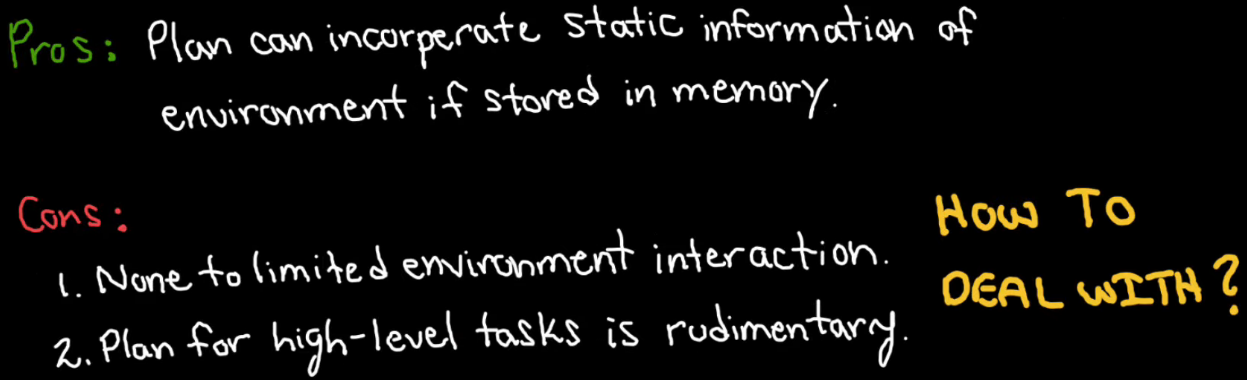 Pros: Plan can incorperate static information of
environment if stored in memory.
Cons:
1. None to limited environment interaction.
2. Plan for high-level tasks is rudimentary.
HOW TO
DEAL WITH?